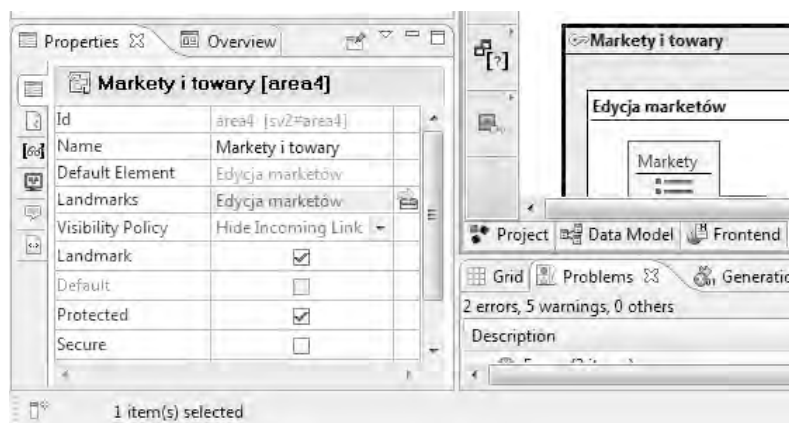 Properties Overview
Markety i towary [area4]
Id area4 [sv2#area4]
Name Markety i towary
Default Element Edycja marketów
Landmarks Edycja marketów
Visibility Policy Hide Incoming Link
Landmark
Default
Protected
Secure
1 item(s) selected
[?]
Markety i towary
Edycja marketów
Markety
Project Data Model Frontend
Grid Problems Generatio
2 errors, 5 warnings, 0 others
Description